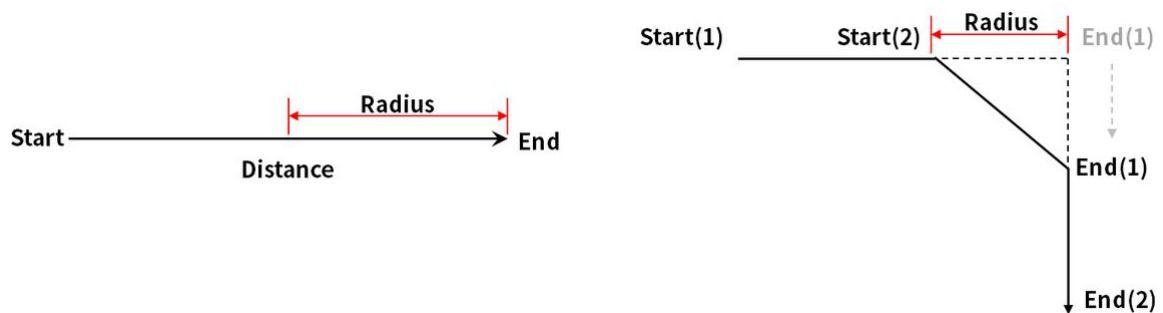 Radius
Start
End
Distance
Start(1)
Start(2)
Radius
End(1)
End(1)
End(2)